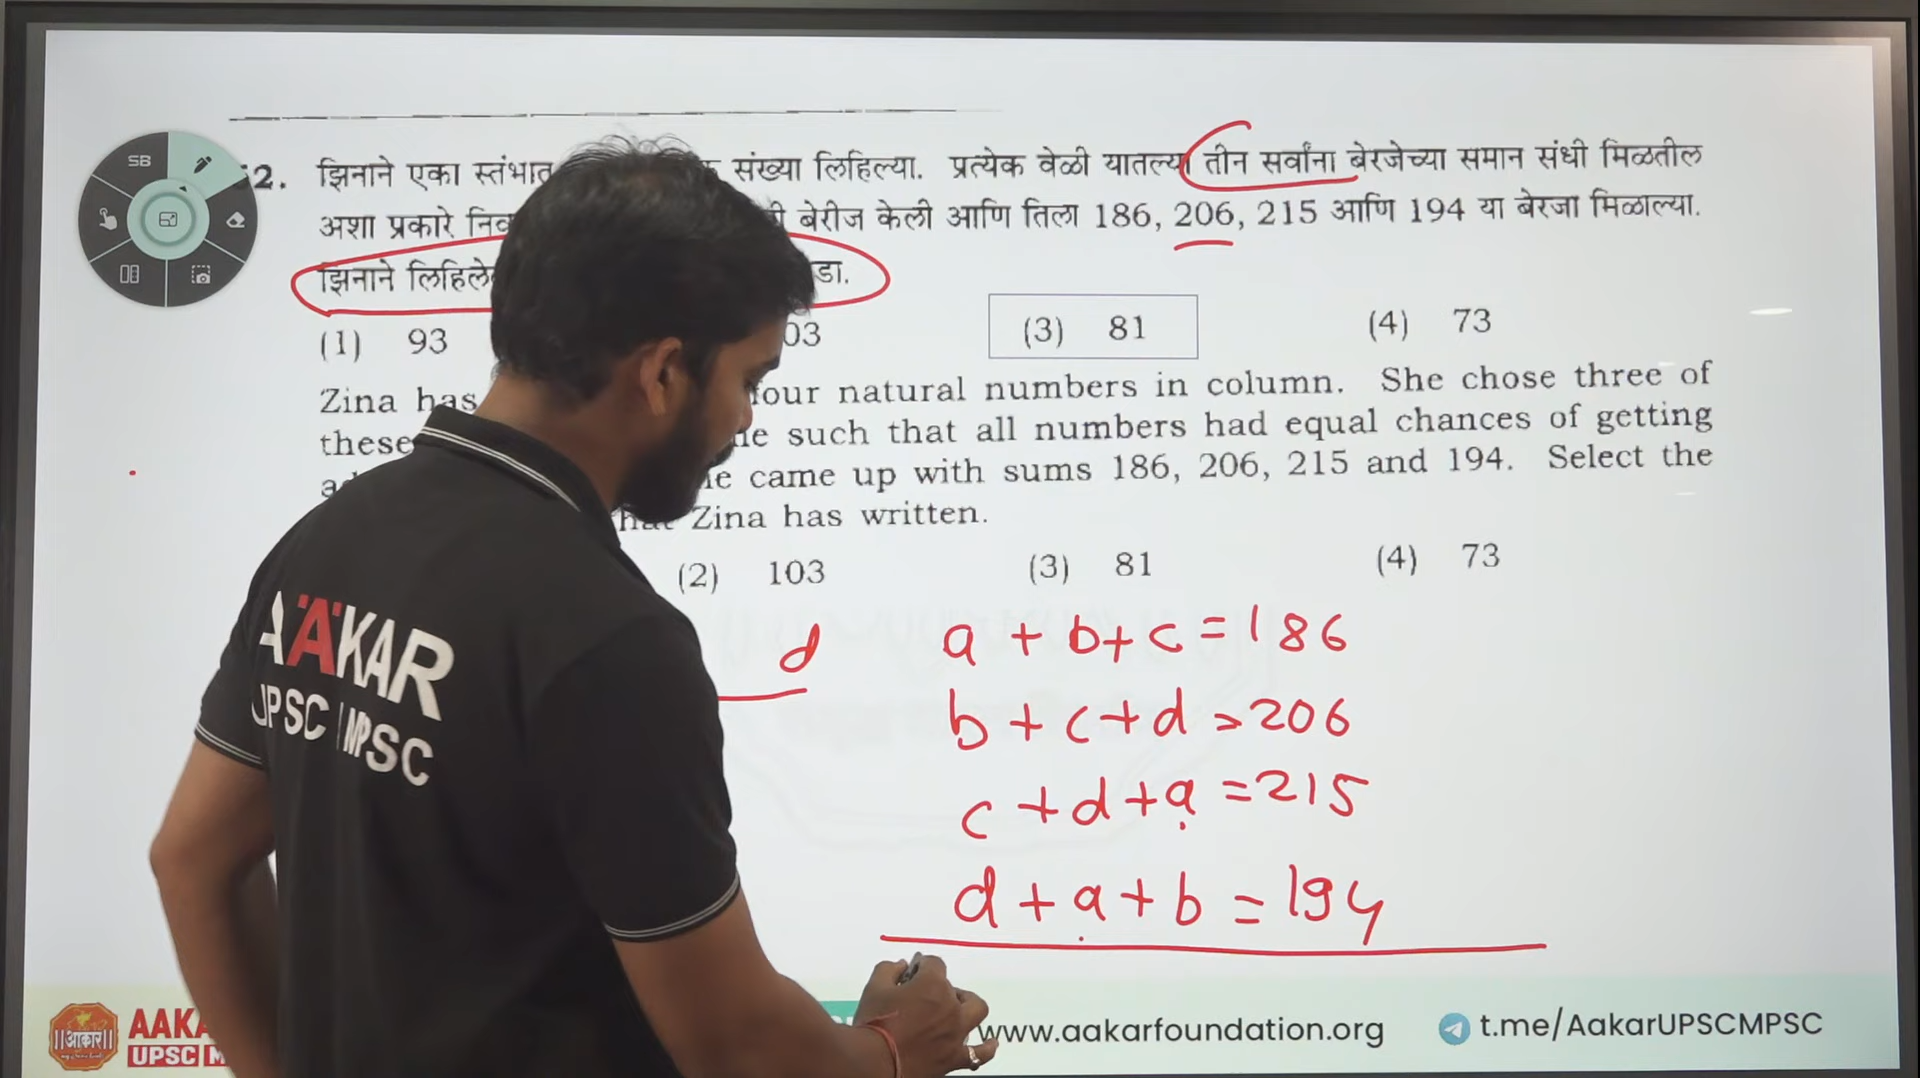 SB
2. झिनाने एका स्तंभात संख्या लिहिल्या. प्रत्येक वेळी यातल्या तीन सर्वांना बेरजेच्या समान संधी मिळतील
अशा प्रकारे बेरीज केली आणि तिला 186, 206, 215 आणि 194 या बेरजा मिळाल्या.
झिनाने
(1) 93 03 (3) 81 (4) 73
Zina has four natural numbers in column. She chose three of
these such that all numbers had equal chances of getting
came up with sums 186, 206, 215 and 194. Select the
Zina has written.
(2) 103 (3) 81 (4) 73
d
a + b + c = 186
b + c + d = 206
c + d + a = 215
d + a + b = 194
AAKAR
UPSC | MPSC
||आकार||
UPSC
www.aakarfoundation.org
t.me/AakarUPSCMPSC